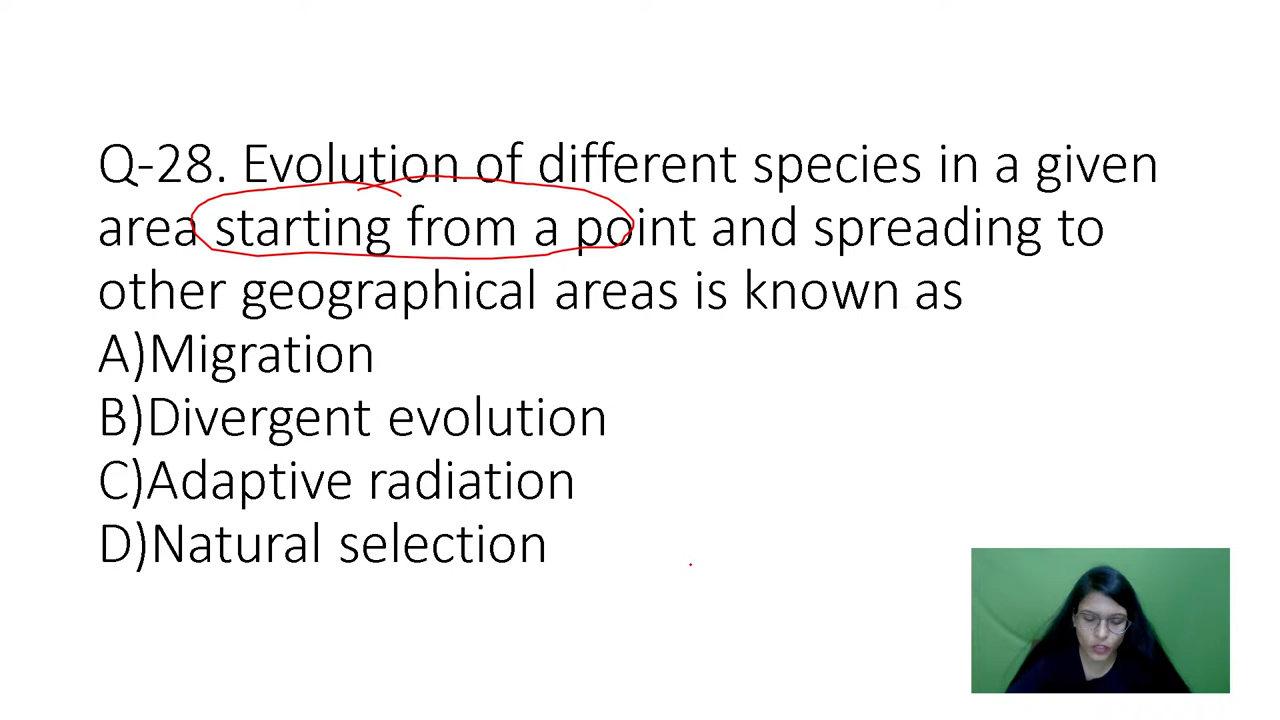 Q-28. Evolution of different species in a given
area starting from a point and spreading to
other geographical areas is known as
A)Migration
B)Divergent evolution
C)Adaptive radiation
D)Natural selection